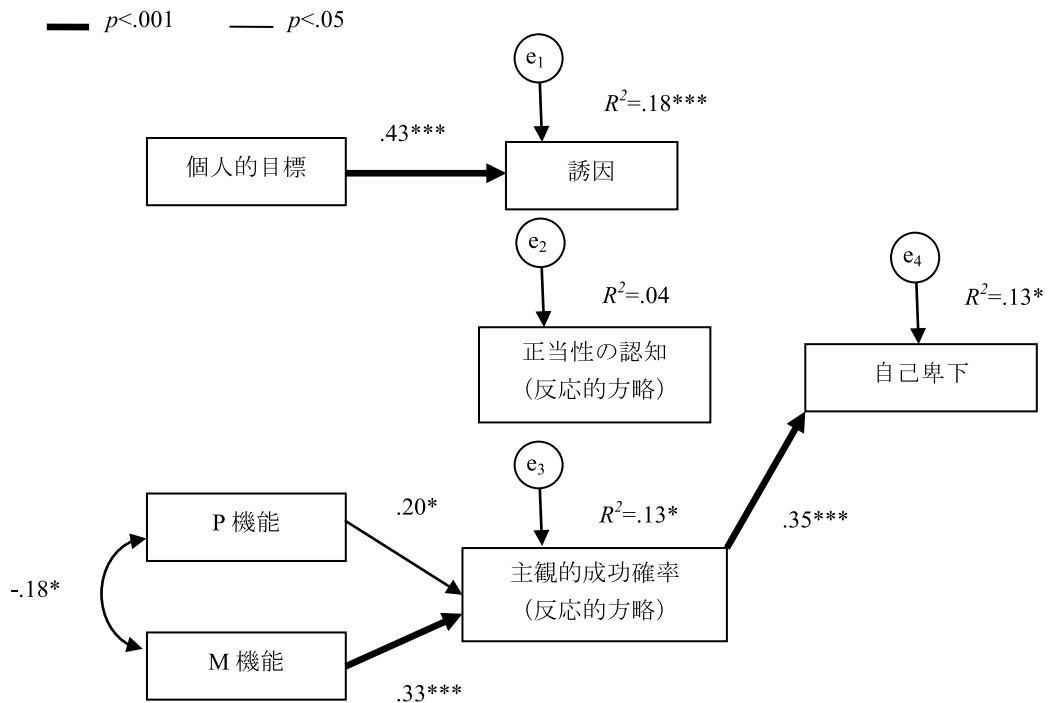 p<.001
p<.05
e1
R²=.18***
.43***
個人的目標
誘因
e2
R²=.04
正当性の認知
(反応的方略)
e4
R²=.13*
自己卑下
e3
R²=.13*
P 機能
.20*
主観的成功確率
(反応的方略)
.35***
-.18*
M 機能
.33***